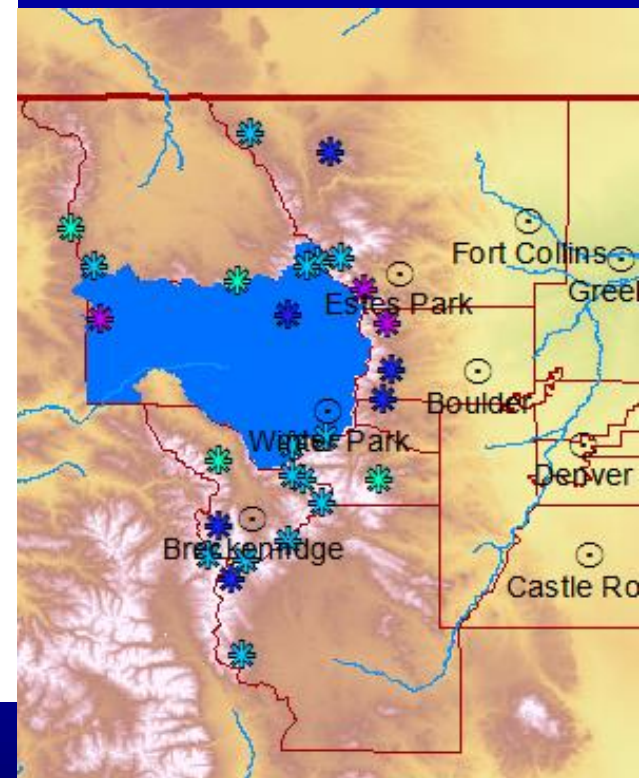 Fort Collins
Greel
Estes Park
Boulder
Winter Park
Denver
Breckenridge
Castle Ro